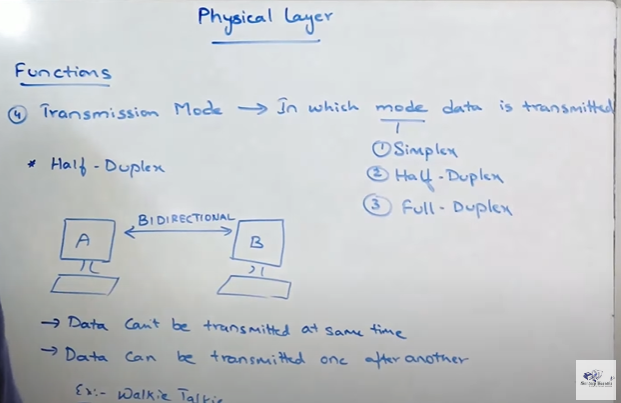 Physical Layer
Functions
④ Transmission Mode → In which mode data is transmitted
① Simplex
② Half-Duplex
③ Full-Duplex
* Half-Duplex
BIDIRECTIONAL
A
B
→ Data Can't be transmitted at same time
→ Data Can be transmitted one after another
Ex:- Walkie Talkie